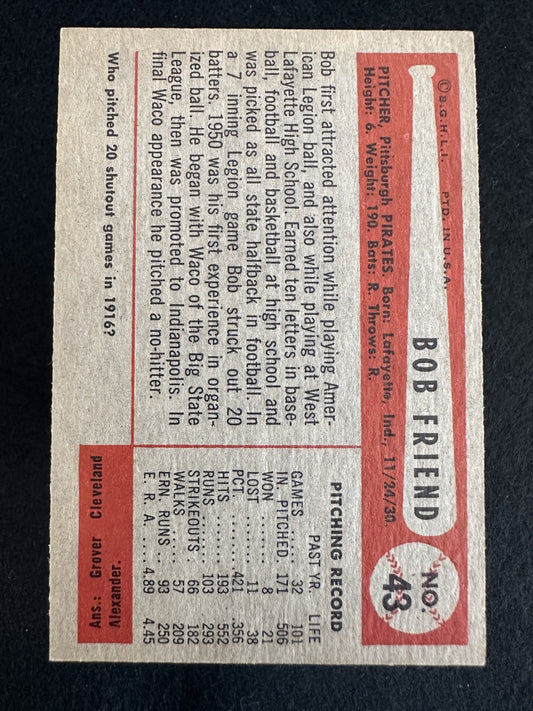 ©B.G.H.L.I. PTD. IN U.S.A.
BOB FRIEND
NO. 43
PITCHER, Pittsburgh PIRATES. Born: Lafayette, Ind., 11/24/30.
Height: 6. Weight: 190. Bats: R. Throws: R.
Bob first attracted attention while playing Amer-
ican Legion ball, and also while playing at West
Lafayette High School. Earned ten letters in base-
ball, football and basketball at high school and
was picked as all state halfback in football. In
a 7 inning Legion game Bob struck out 20
batters. 1950 was his first experience in organ-
ized ball. He began with Waco of the Big State
League, then was promoted to Indianapolis. In
final Waco appearance he pitched a no-hitter.
PITCHING RECORD
PAST YR. LIFE
GAMES ... 32 101
IN. PITCHED. 171 506
WON ...... 8 21
LOST ..... 11 38
PCT. ...... .421 .356
HITS ..... 193 552
RUNS ..... 103 293
STRIKEOUTS. 66 182
WALKS .... 57 209
ERN. RUNS . 93 250
E. R. A. .... 4.89 4.45
Who pitched 20 shutout games in 1916?
Ans.: Grover Cleveland
Alexander.